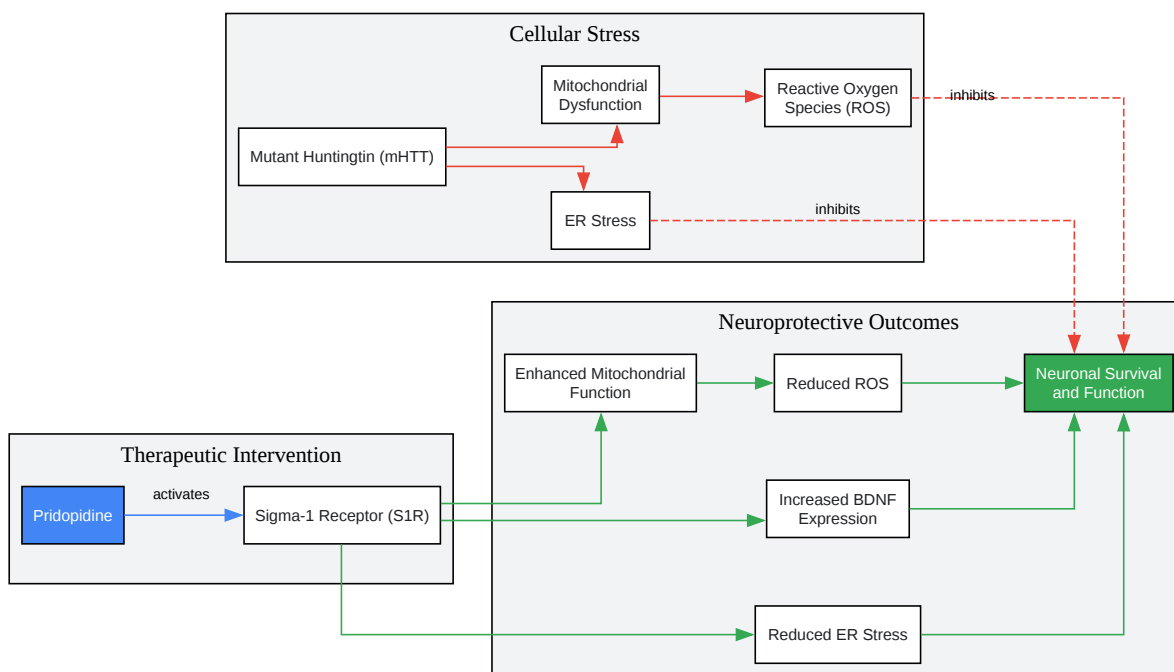 Cellular Stress
Mitochondrial
Dysfunction
Reactive Oxygen
Species (ROS)
inhibits
Mutant Huntingtin (mHTT)
ER Stress
inhibits
Neuroprotective Outcomes
Enhanced Mitochondrial
Function
Reduced ROS
Neuronal Survival
and Function
Therapeutic Intervention
Pridopidine
activates
Sigma-1 Receptor (S1R)
Increased BDNF
Expression
Reduced ER Stress